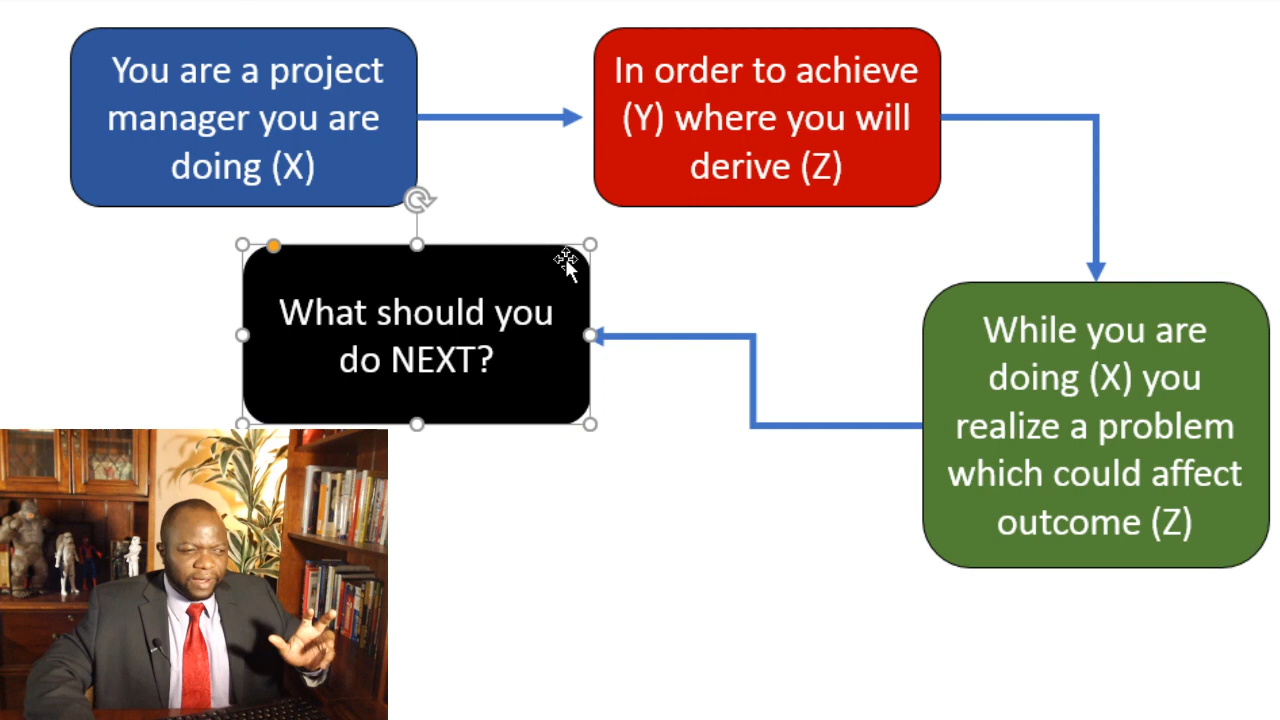 You are a project
manager you are
doing (X)
In order to achieve
(Y) where you will
derive (Z)
While you are
doing (X) you
realize a problem
which could affect
outcome (Z)
What should you
do NEXT?